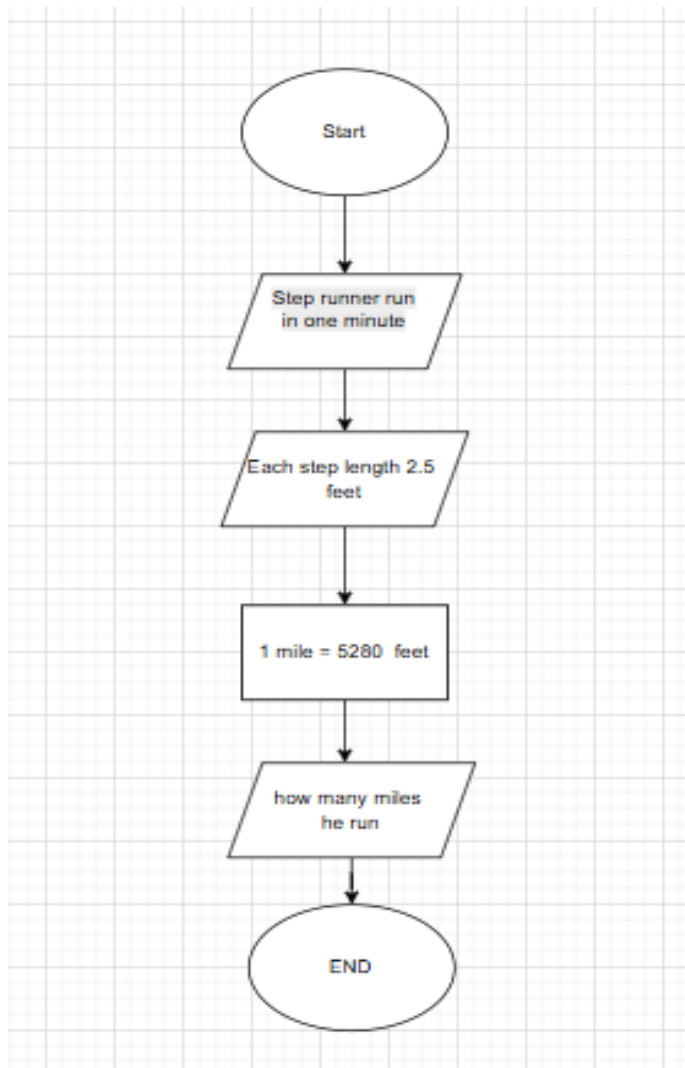 Start
Step runner run
in one minute
Each step length 2.5
feet
1 mile = 5280 feet
how many miles
he run
END